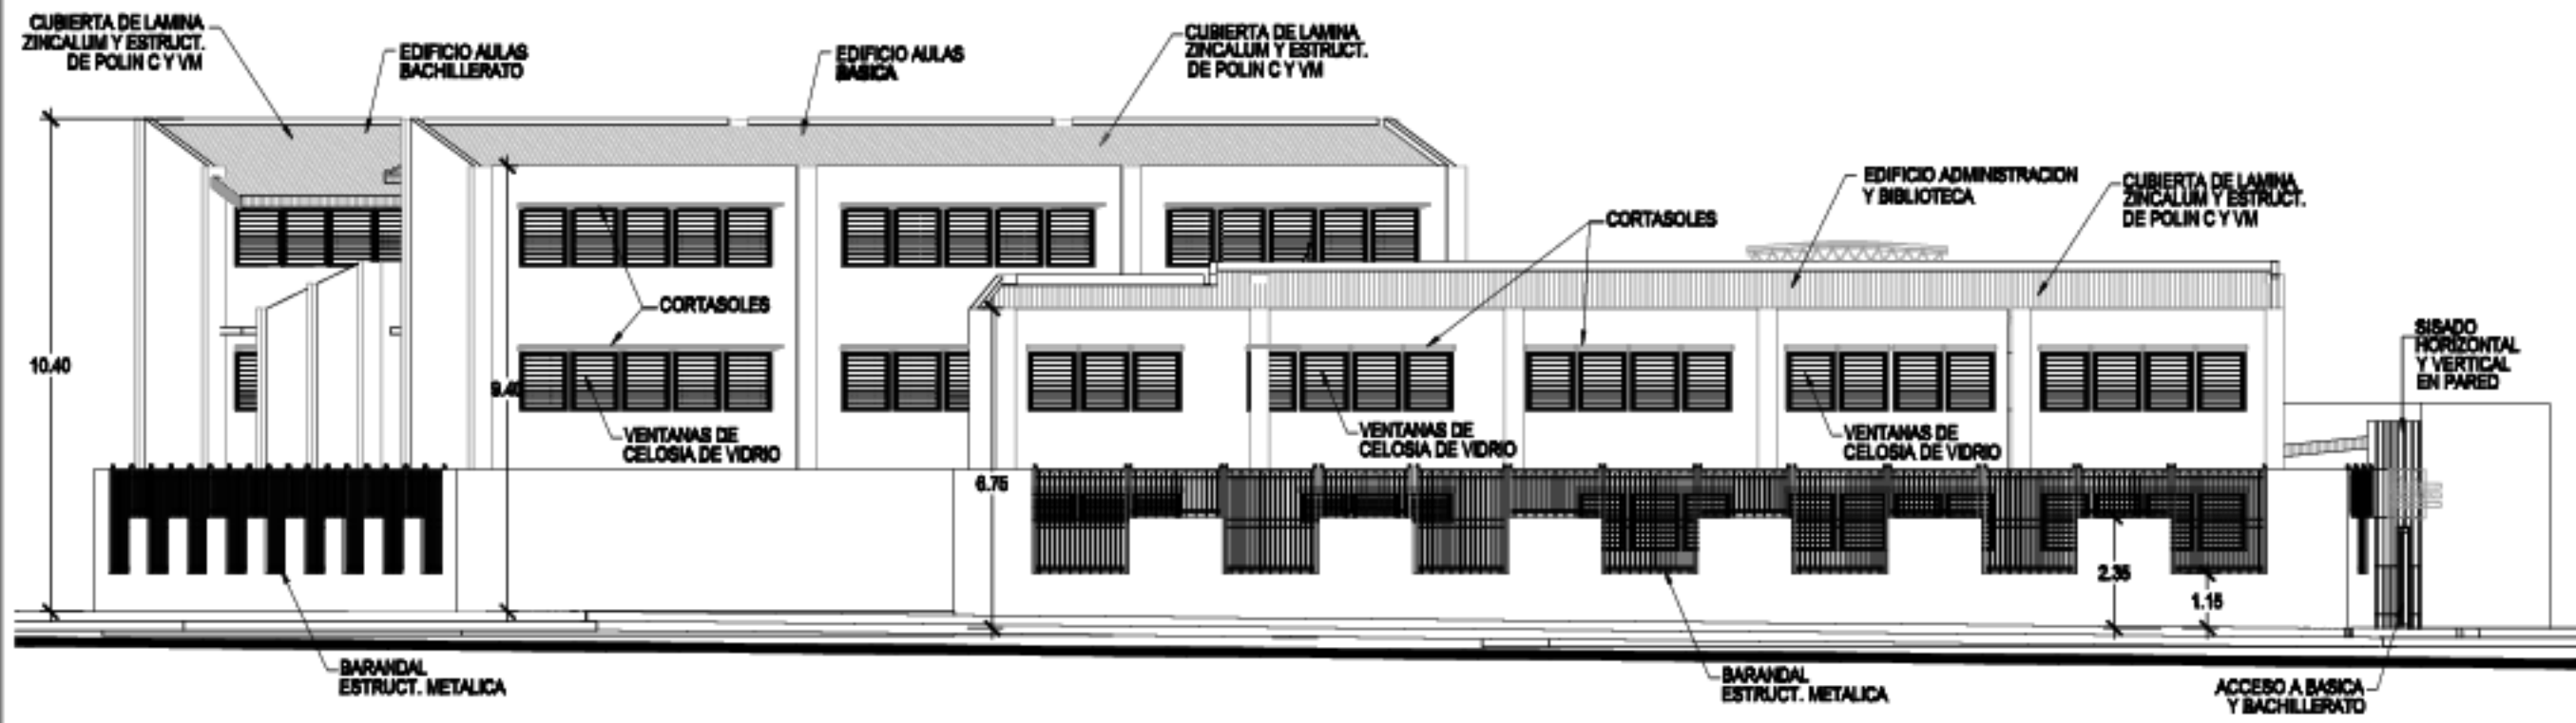 CUBIERTA DE LAMINA
ZINCALUM Y ESTRUCT.
DE POLIN C Y VM
EDIFICIO AULAS
BACHILLERATO
EDIFICIO AULAS
BASICA
CUBIERTA DE LAMINA
ZINCALUM Y ESTRUCT.
DE POLIN C Y VM
EDIFICIO ADMINISTRACION
Y BIBLIOTECA
CUBIERTA DE LAMINA
ZINCALUM Y ESTRUCT.
DE POLIN C Y VM
CORTASOLES
CORTASOLES
SISADO
HORIZONTAL
Y VERTICAL
EN PARED
10.40
9.40
VENTANAS DE
CELOSIA DE VIDRIO
VENTANAS DE
CELOSIA DE VIDRIO
VENTANAS DE
CELOSIA DE VIDRIO
6.75
2.35
1.15
BARANDAL
ESTRUCT. METALICA
BARANDAL
ESTRUCT. METALICA
ACCESO A BASICA
Y BACHILLERATO